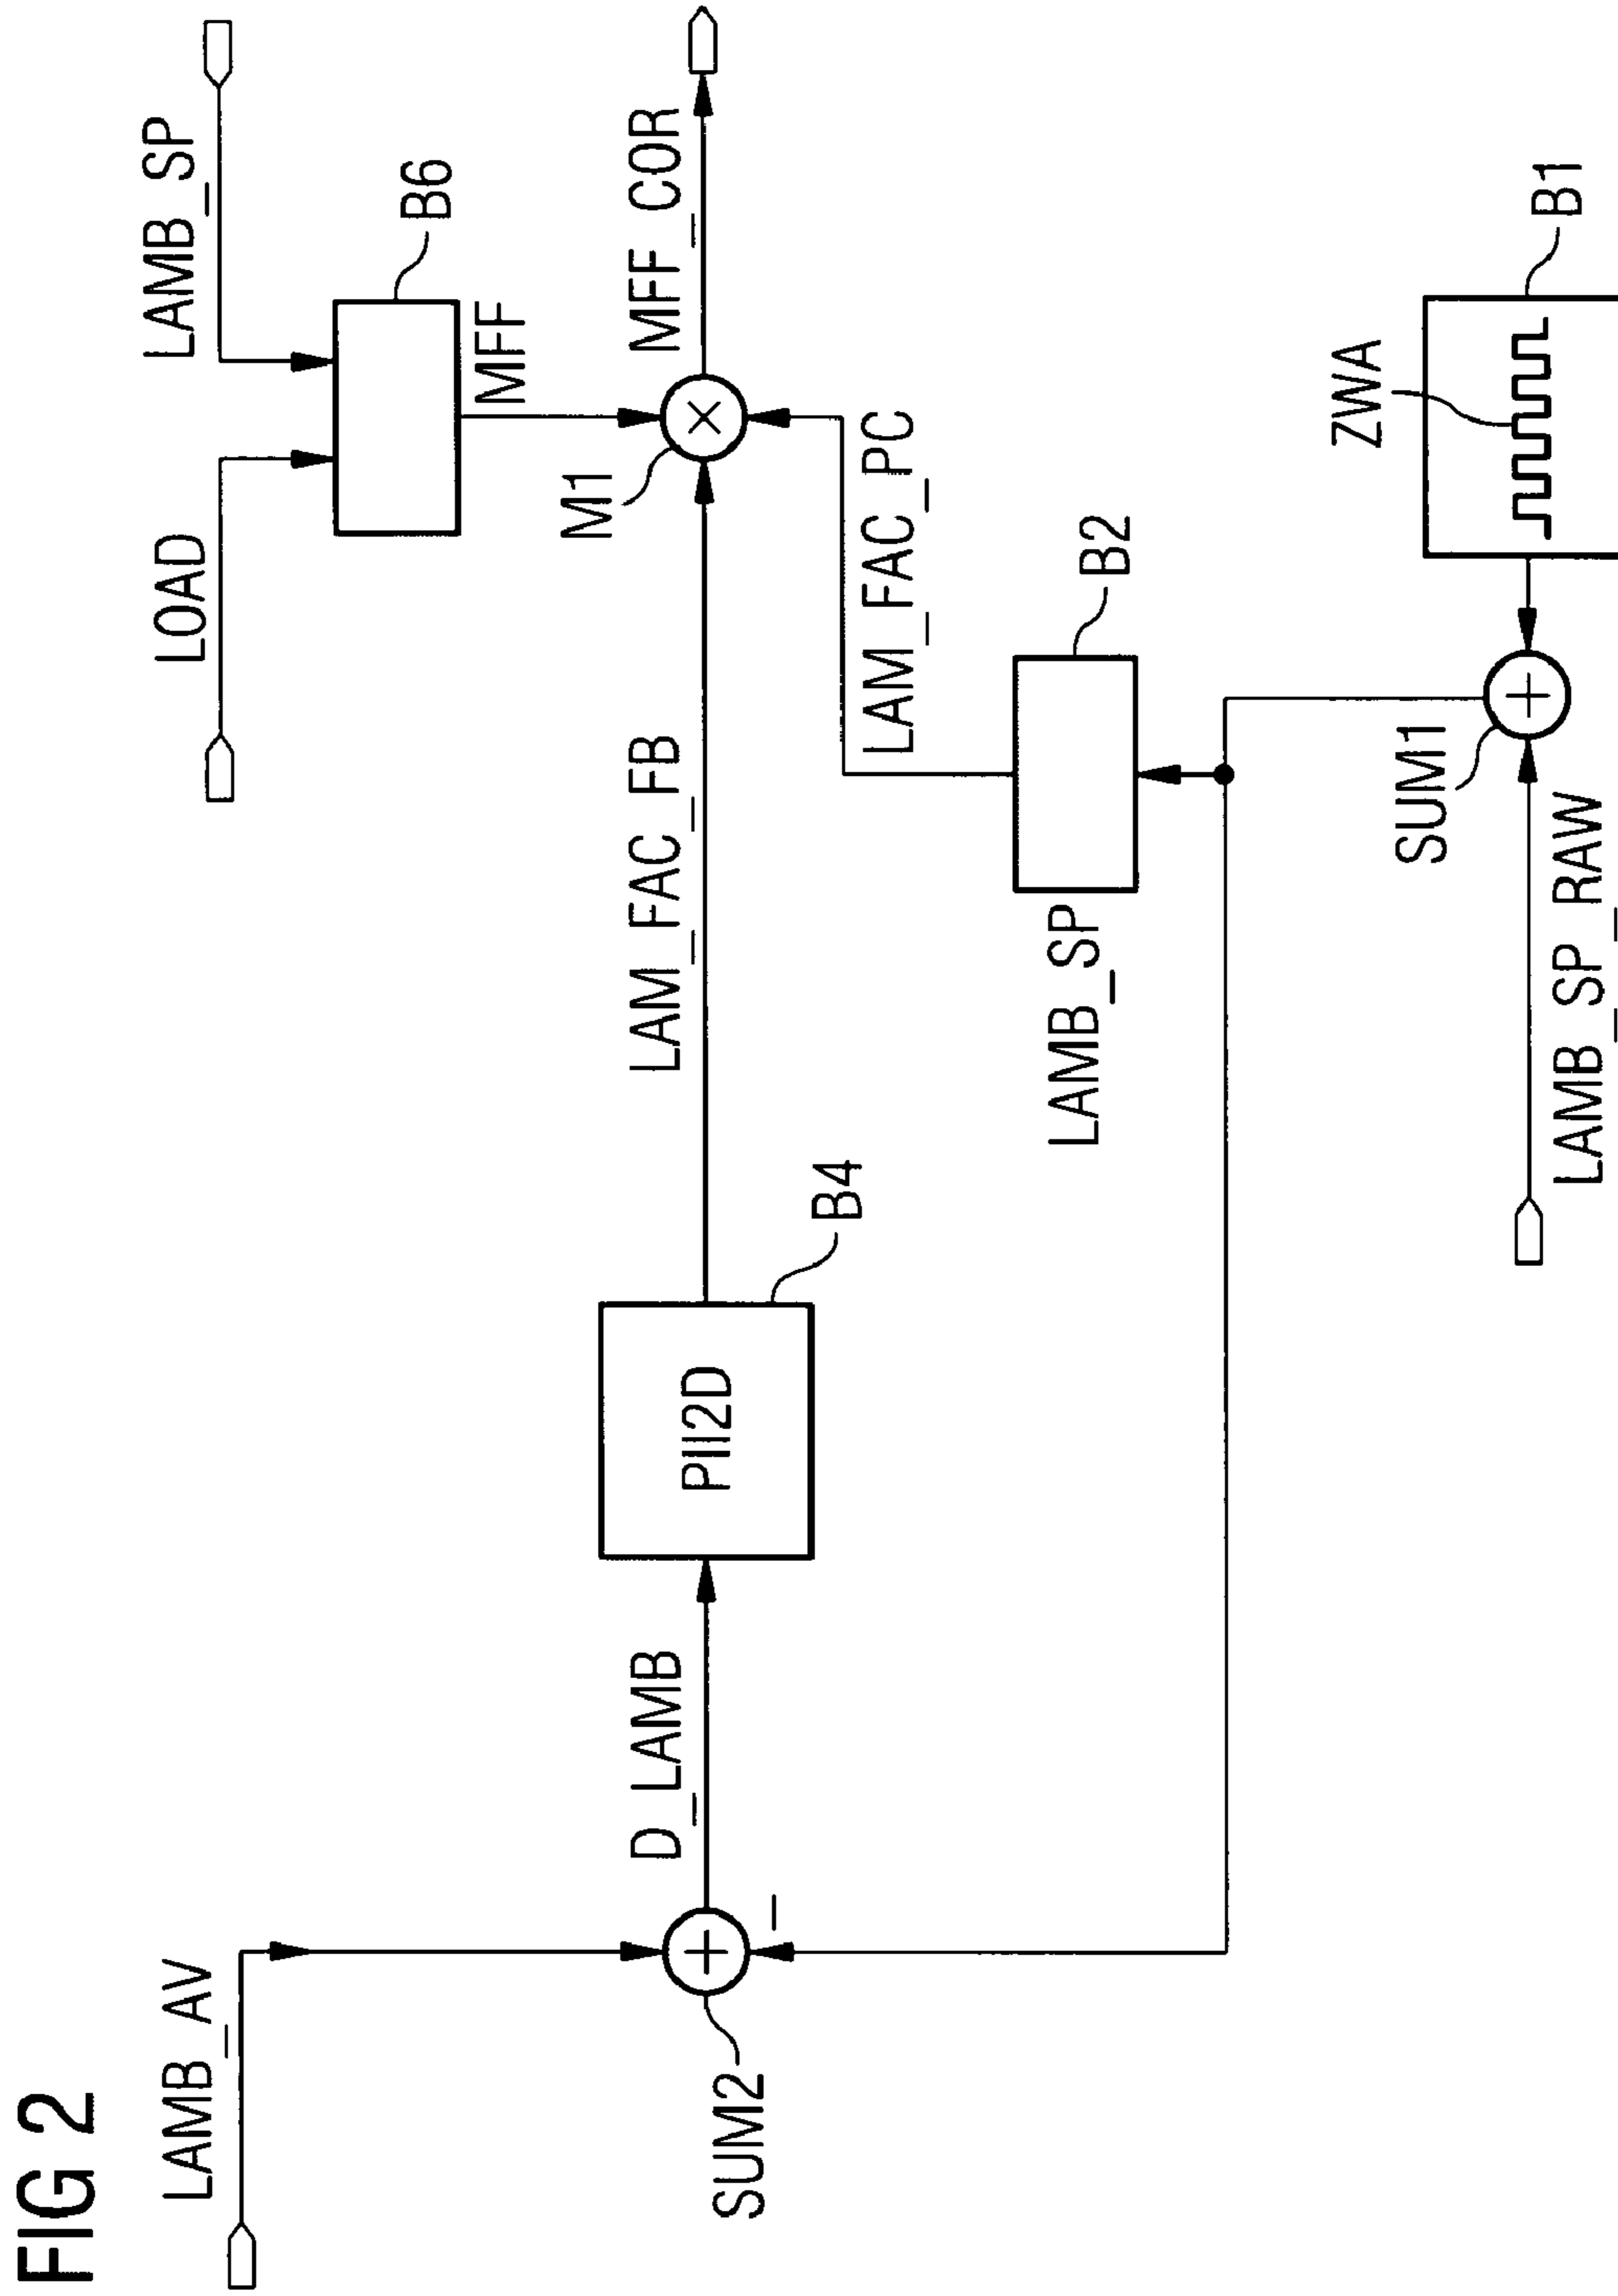 FIG 2
LAMB_AV
LOAD
LAMB_SP
B6
MFF
SUM2
D_LAMB
PII2D
B4
LAM_FAC_FB
M1
MFF_COR
LAM_FAC_PC
LAMB_SP
B2
ZWA
B1
SUM1
LAMB_SP_RAW